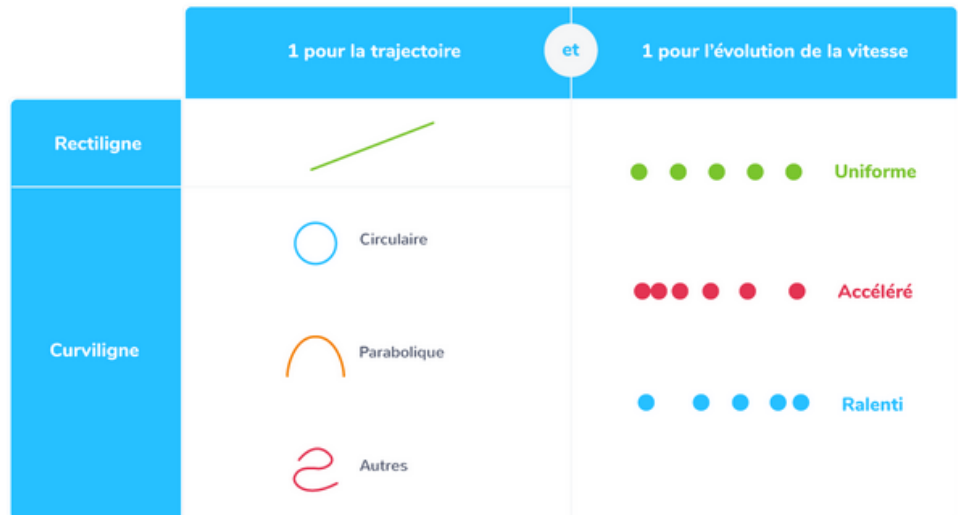 1 pour la trajectoire
et
1 pour l'évolution de la vitesse
Rectiligne
Uniforme
Circulaire
Accéléré
Curviligne
Parabolique
Ralenti
Autres